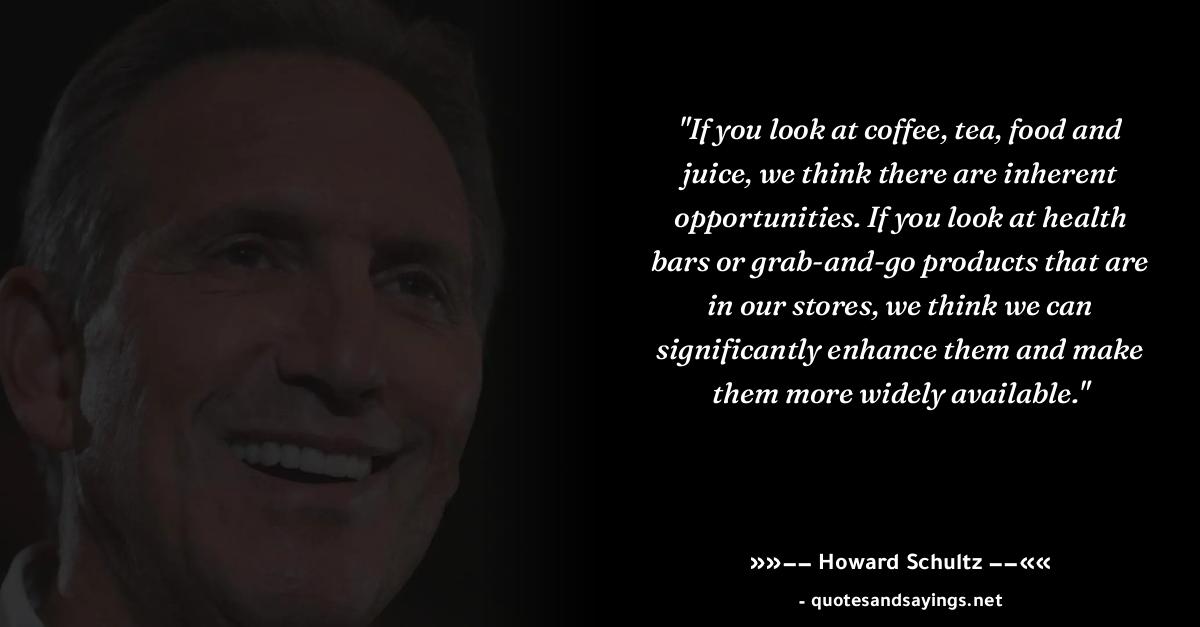 "If you look at coffee, tea, food and
juice, we think there are inherent
opportunities. If you look at health
bars or grab-and-go products that are
in our stores, we think we can
significantly enhance them and make
them more widely available."
»»−− Howard Schultz −−««
- quotesandsayings.net